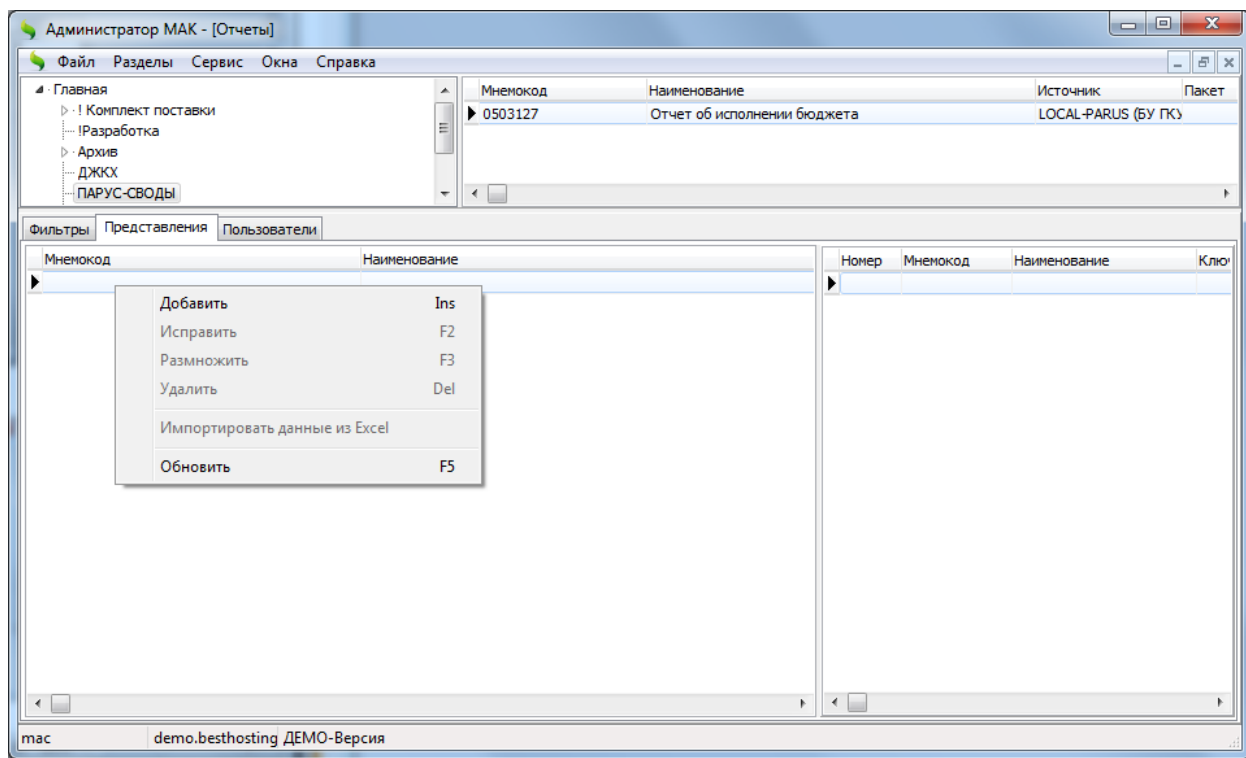 Администратор МАК - [Отчеты]
Файл Разделы Сервис Окна Справка
Главная
! Комплект поставки
!Разработка
Архив
ДЖКХ
ПАРУС-СВОДЫ
Мнемокод Наименование Источник Пакет
0503127 Отчет об исполнении бюджета LOCAL-PARUS (БУ ГКУ
Фильтры Представления Пользователи
Мнемокод Наименование
Номер Мнемокод Наименование Ключ
Добавить Ins
Исправить F2
Размножить F3
Удалить Del
Импортировать данные из Excel
Обновить F5
mac demo.besthosting ДЕМО-Версия